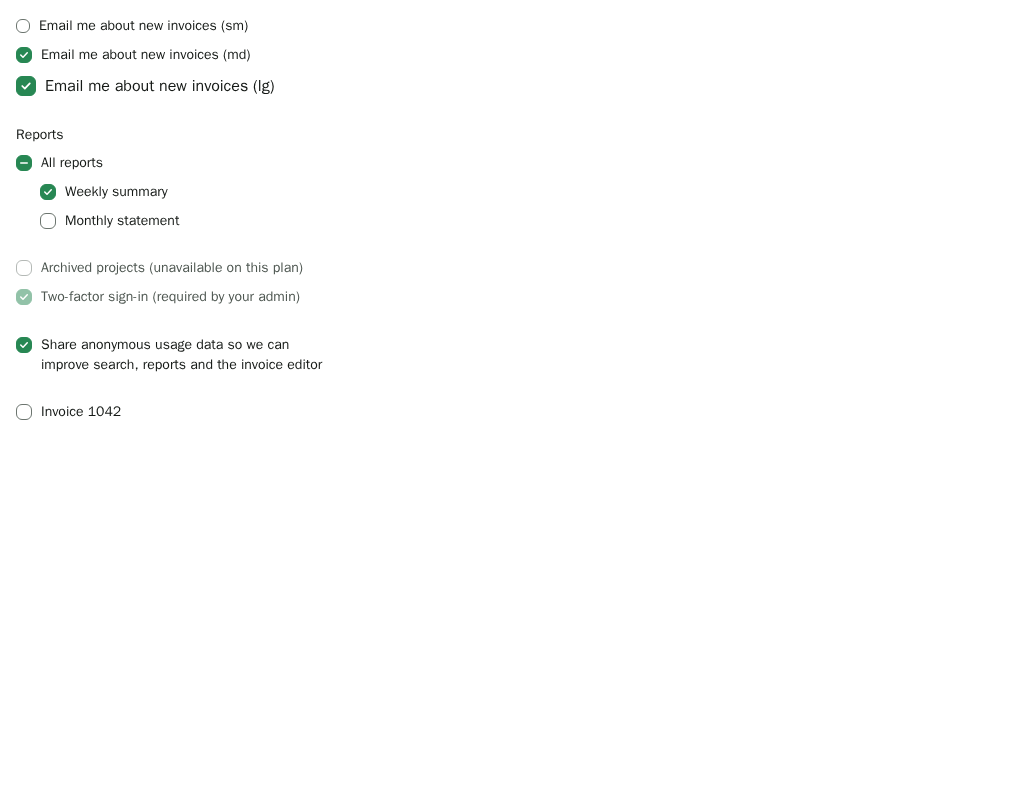 Email me about new invoices (sm)
Email me about new invoices (md)
Email me about new invoices (lg)
Reports
All reports
Weekly summary
Monthly statement
Archived projects (unavailable on this plan)
Two-factor sign-in (required by your admin)
Share anonymous usage data so we can
improve search, reports and the invoice editor
Invoice 1042